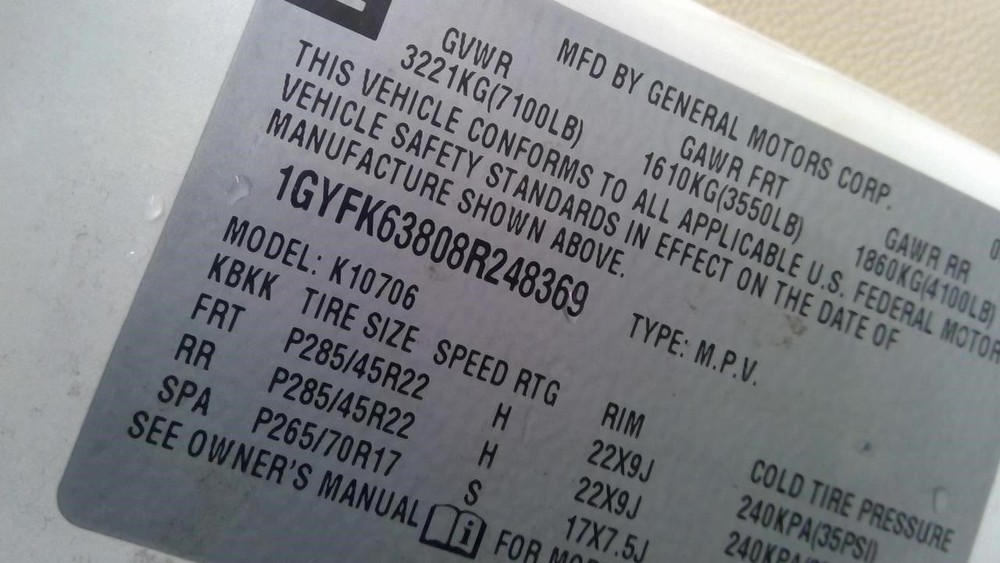 MFD BY GENERAL MOTORS CORP.
GVWR GAWR FRT GAWR RR
3221KG(7100LB) 1610KG(3550LB) 1860KG(4100LB)
THIS VEHICLE CONFORMS TO ALL APPLICABLE U.S. FEDERAL MOTOR
VEHICLE SAFETY STANDARDS IN EFFECT ON THE DATE OF
MANUFACTURE SHOWN ABOVE.
1GYFK63808R248369 TYPE: M.P.V.
MODEL: K10706
KBKK TIRE SIZE SPEED RTG RIM COLD TIRE PRESSURE
FRT P285/45R22 H 22X9J 240KPA(35PSI)
RR P285/45R22 H 22X9J 240KPA
SPA P265/70R17 S 17X7.5J
SEE OWNER'S MANUAL FOR